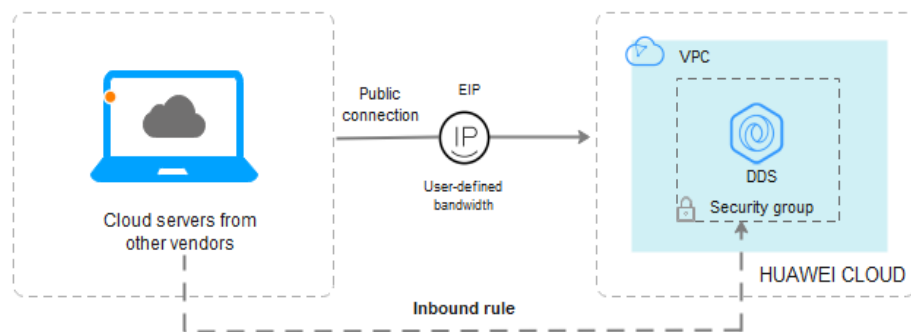 Cloud servers from
other vendors
Public
connection
EIP
IP
User-defined
bandwidth
VPC
DDS
Security group
HUAWEI CLOUD
Inbound rule